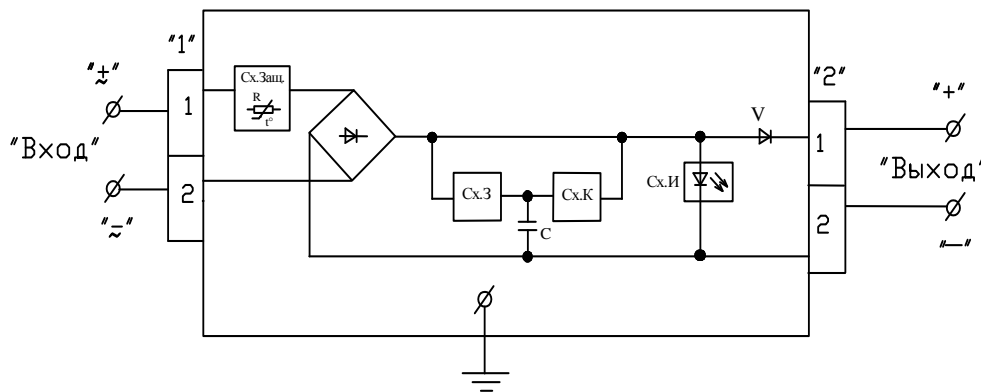 "1"
"±"
1
"Вход"
2
"≂"
Сх.Защ.
R
t°
Сх.З
Сх.К
C
Сх.И
V
"2"
"+"
1
"Выход"
2
"—"